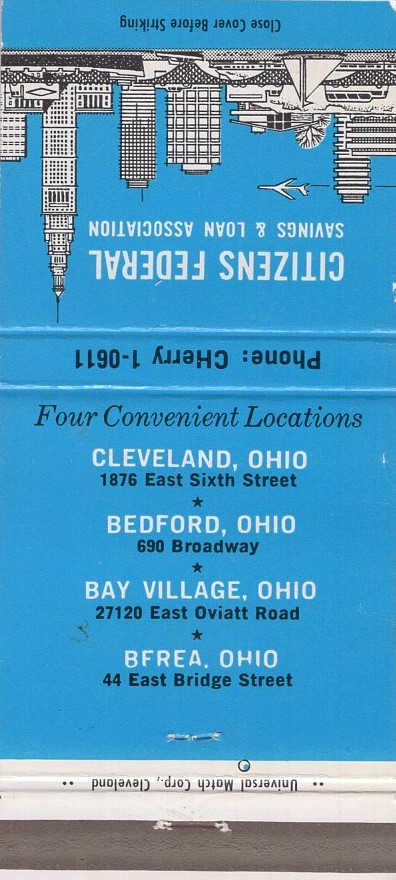 Close Cover Before Striking
CITIZENS FEDERAL
SAVINGS & LOAN ASSOCIATION
Phone: CHerry 1-0611
Four Convenient Locations
CLEVELAND, OHIO
1876 East Sixth Street
★
BEDFORD, OHIO
690 Broadway
★
BAY VILLAGE, OHIO
27120 East Oviatt Road
★
BEREA, OHIO
44 East Bridge Street
•• Universal Match Corp., Cleveland ••